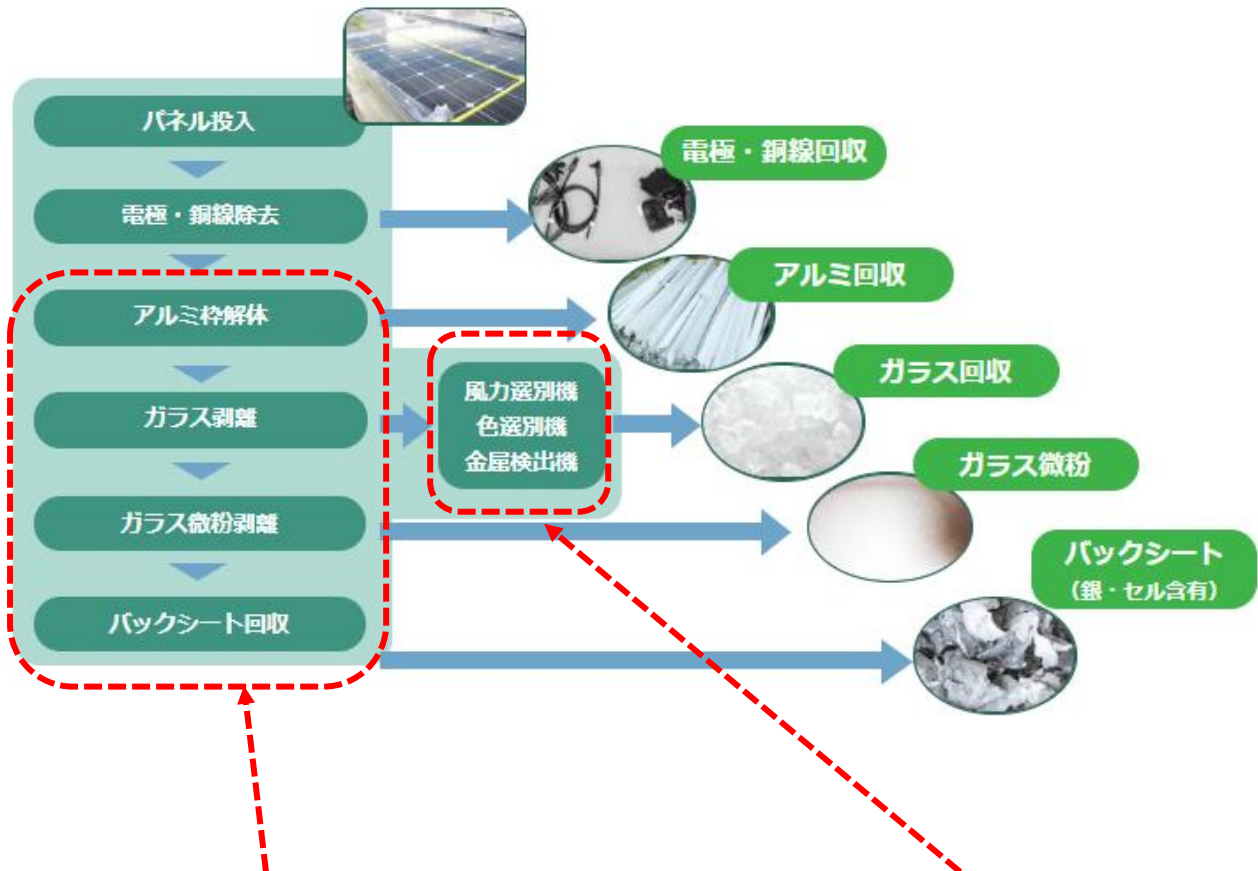 パネル投入
電極・銅線除去
アルミ枠解体
ガラス剥離
ガラス微粉剥離
バックシート回収
風力選別機
色選別機
金属検出機
電極・銅線回収
アルミ回収
ガラス回収
ガラス微粉
バックシート
（銀・セル含有）